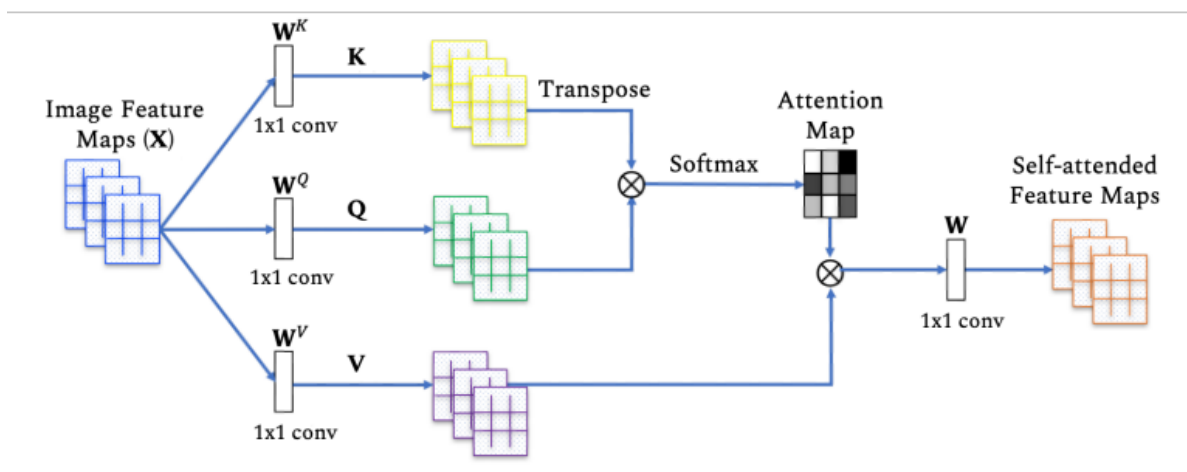 Image Feature
Maps (X)
W^K
1x1 conv
K
Transpose
W^Q
1x1 conv
Q
Softmax
Attention
Map
W^V
1x1 conv
V
W
1x1 conv
Self-attended
Feature Maps